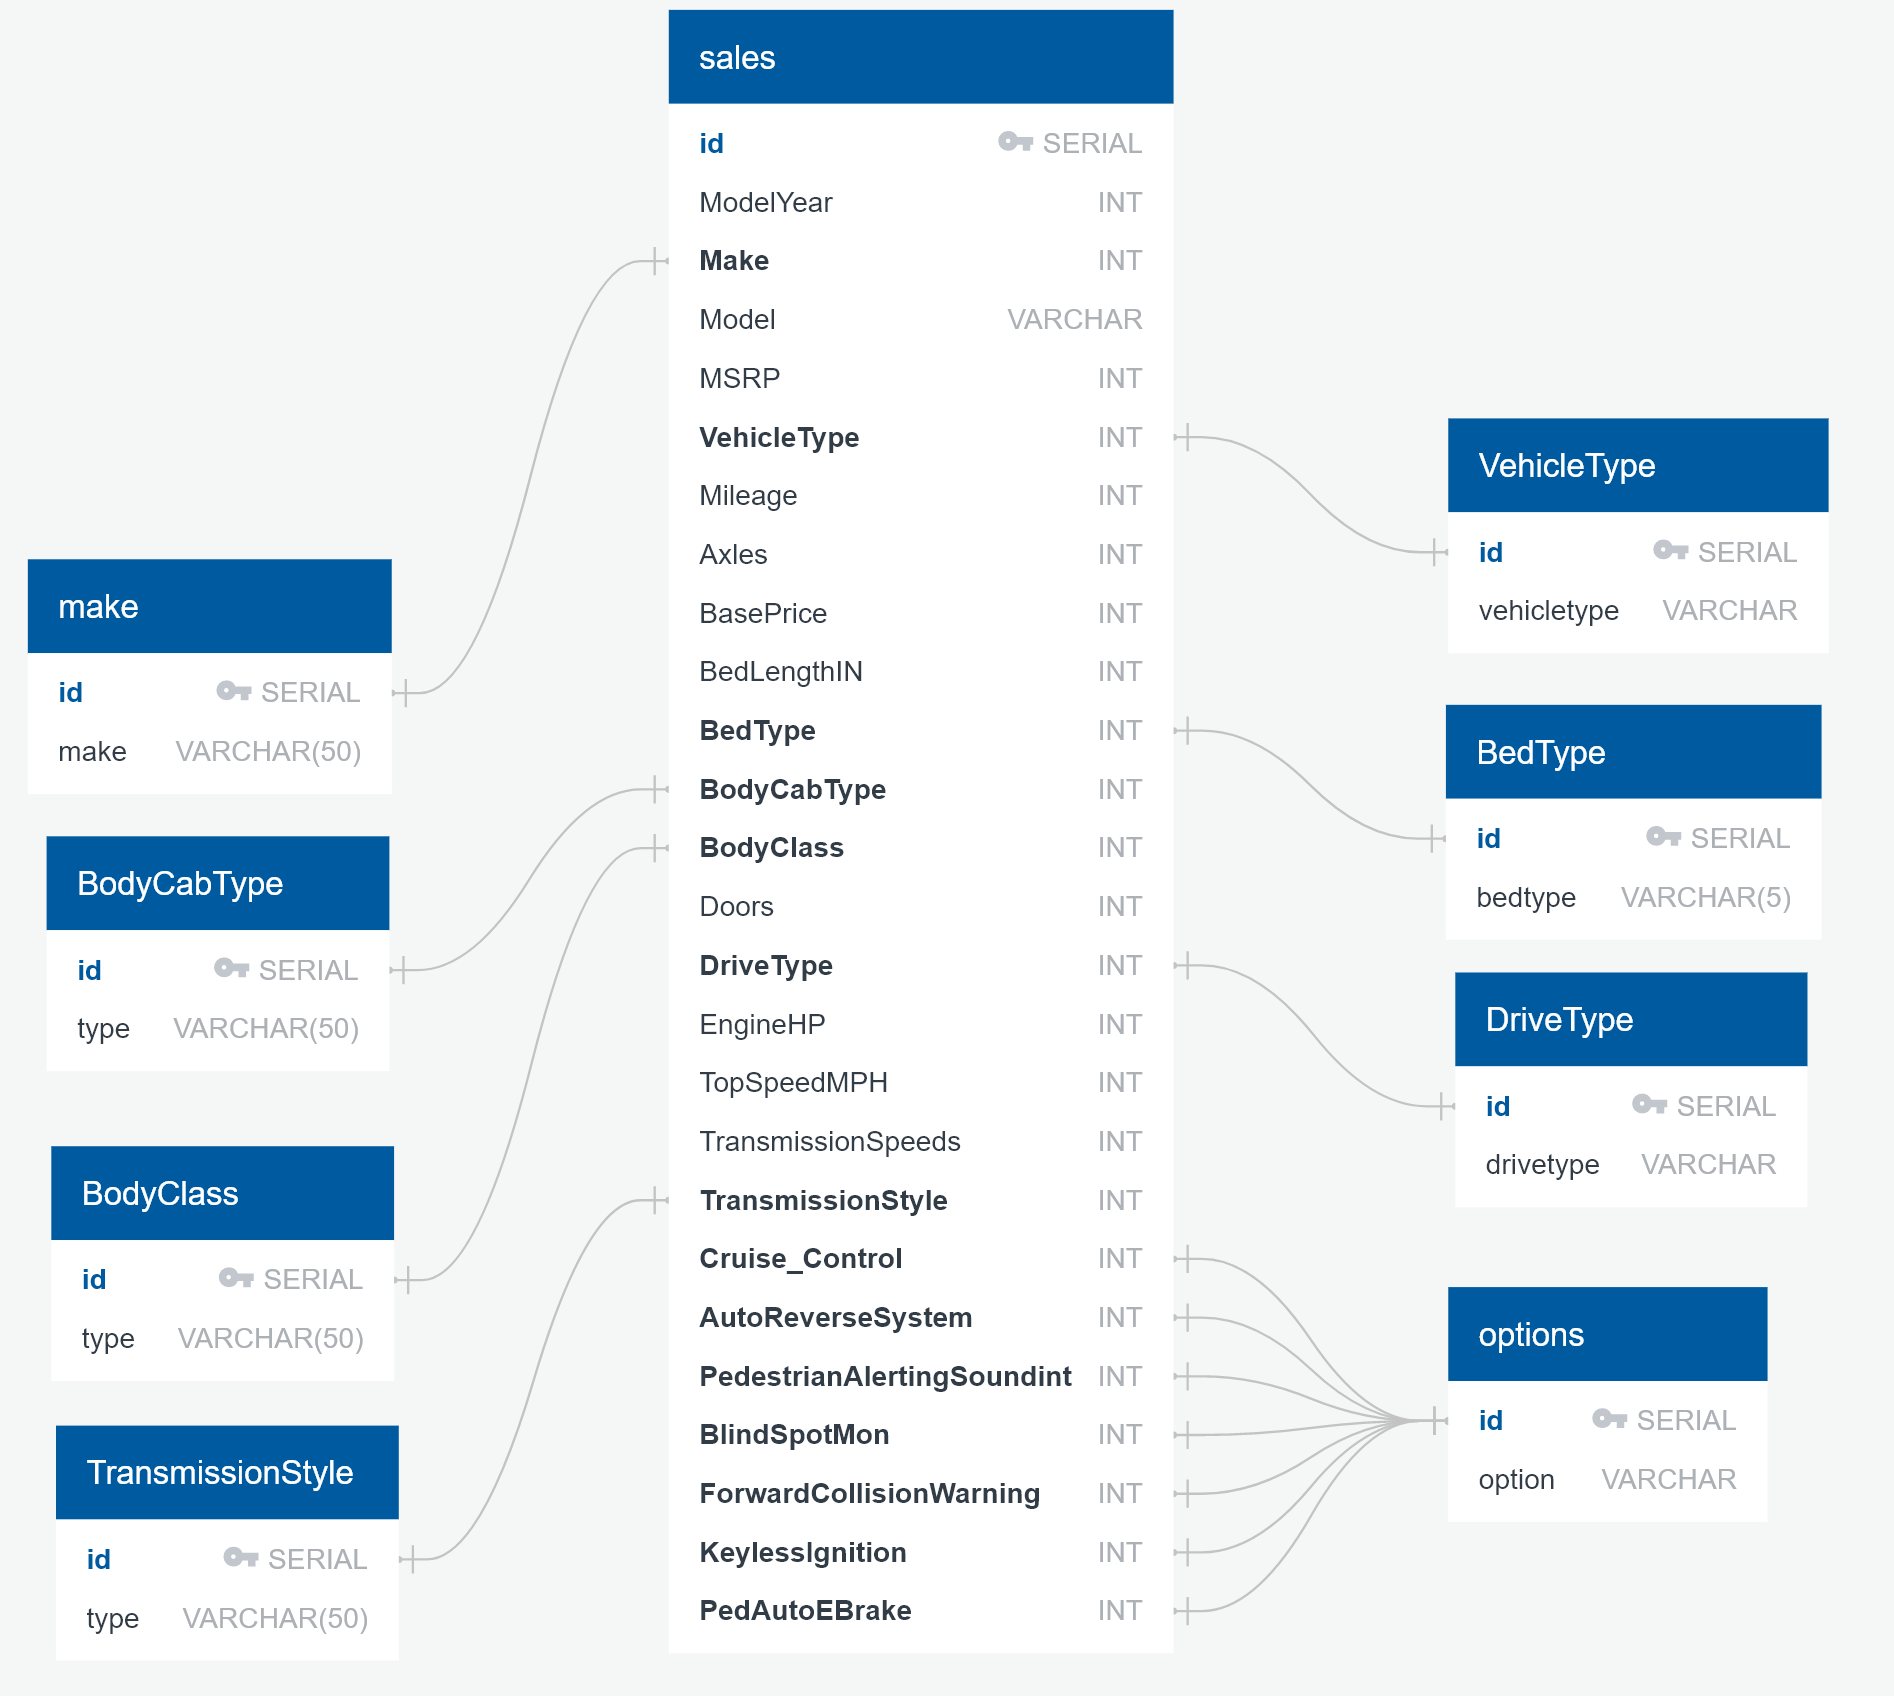 sales
id SERIAL
ModelYear INT
Make INT
Model VARCHAR
MSRP INT
VehicleType INT
Mileage INT
Axles INT
BasePrice INT
BedLengthIN INT
BedType INT
BodyCabType INT
BodyClass INT
Doors INT
DriveType INT
EngineHP INT
TopSpeedMPH INT
TransmissionSpeeds INT
TransmissionStyle INT
Cruise_Control INT
AutoReverseSystem INT
PedestrianAlertingSoundint INT
BlindSpotMon INT
ForwardCollisionWarning INT
KeylessIgnition INT
PedAutoEBrake INT
make
id SERIAL
make VARCHAR(50)
BodyCabType
id SERIAL
type VARCHAR(50)
BodyClass
id SERIAL
type VARCHAR(50)
TransmissionStyle
id SERIAL
type VARCHAR(50)
VehicleType
id SERIAL
vehicletype VARCHAR
BedType
id SERIAL
bedtype VARCHAR(5)
DriveType
id SERIAL
drivetype VARCHAR
options
id SERIAL
option VARCHAR